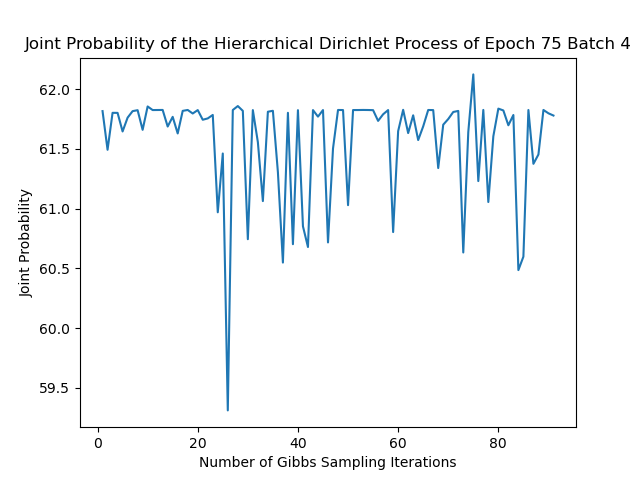 Joint Probability of the Hierarchical Dirichlet Process of Epoch 75 Batch 4
62.0
61.5
61.0
60.5
60.0
59.5
Joint Probability
0 20 40 60 80
Number of Gibbs Sampling Iterations